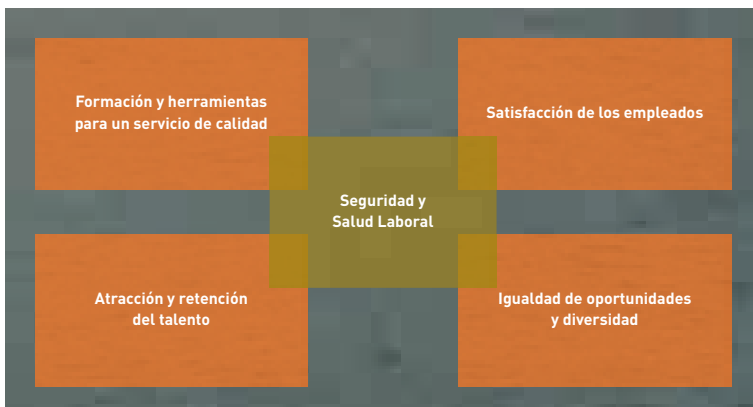 Formación y herramientas
para un servicio de calidad
Satisfacción de los empleados
Seguridad y
Salud Laboral
Atracción y retención
del talento
Igualdad de oportunidades
y diversidad